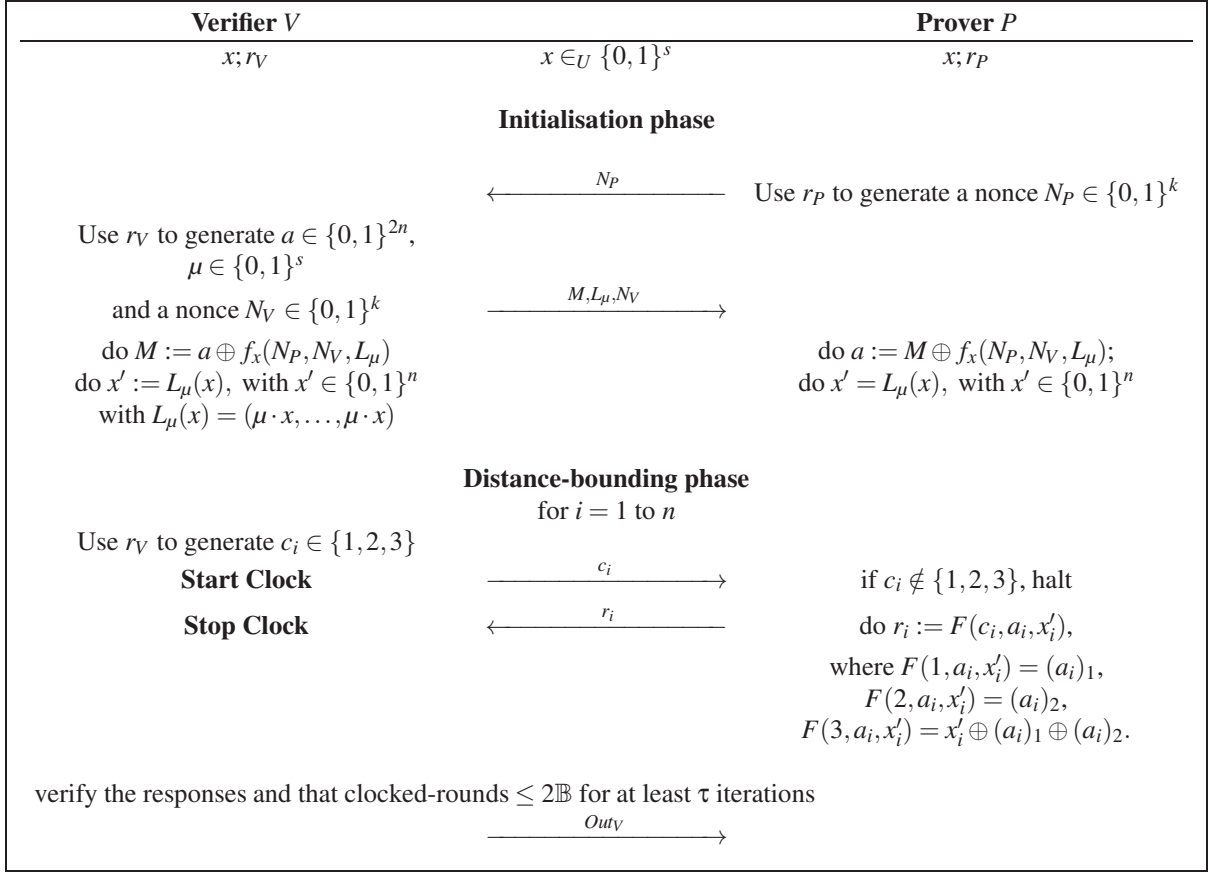 Verifier V Prover P
x; r_V x ∈_U {0,1}^s x; r_P
Initialisation phase
N_P
Use r_P to generate a nonce N_P ∈ {0,1}^k
Use r_V to generate a ∈ {0,1}^{2n},
μ ∈ {0,1}^s
and a nonce N_V ∈ {0,1}^k M, L_μ, N_V
do M := a ⊕ f_x(N_P, N_V, L_μ) do a := M ⊕ f_x(N_P, N_V, L_μ);
do x′ := L_μ(x), with x′ ∈ {0,1}^n do x′ = L_μ(x), with x′ ∈ {0,1}^n
with L_μ(x) = (μ · x, ..., μ · x)
Distance-bounding phase
for i = 1 to n
Use r_V to generate c_i ∈ {1,2,3}
Start Clock c_i if c_i ∉ {1,2,3}, halt
Stop Clock r_i do r_i := F(c_i, a_i, x′_i),
where F(1, a_i, x′_i) = (a_i)_1,
F(2, a_i, x′_i) = (a_i)_2,
F(3, a_i, x′_i) = x′_i ⊕ (a_i)_1 ⊕ (a_i)_2.
verify the responses and that clocked-rounds ≤ 2𝔹 for at least τ iterations
Out_V